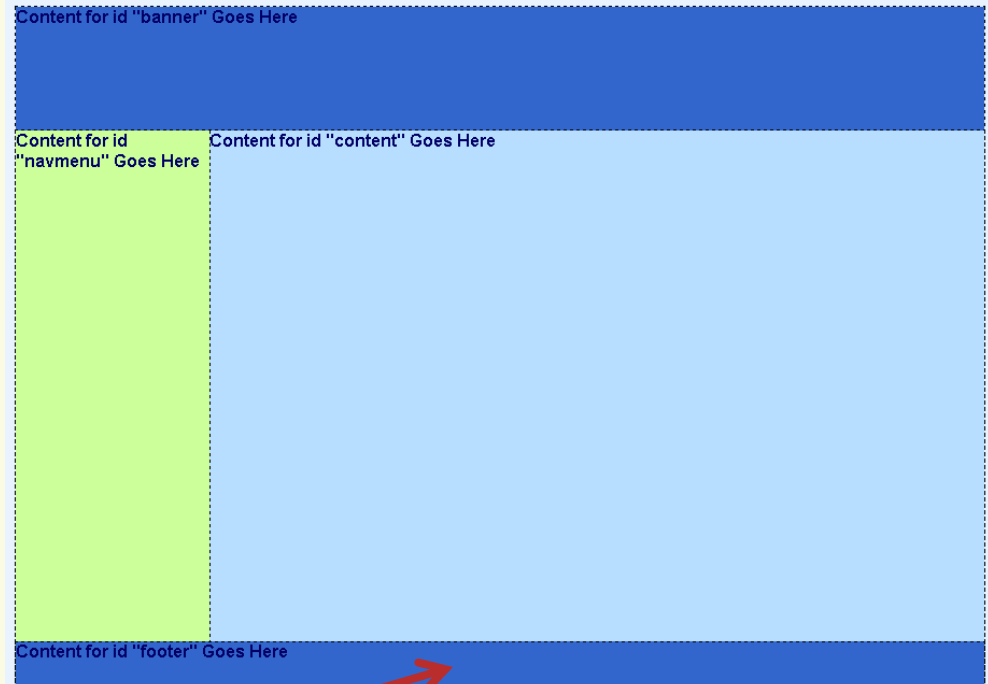 Content for id "banner" Goes Here
Content for id
"navmenu" Goes Here
Content for id "content" Goes Here
Content for id "footer" Goes Here